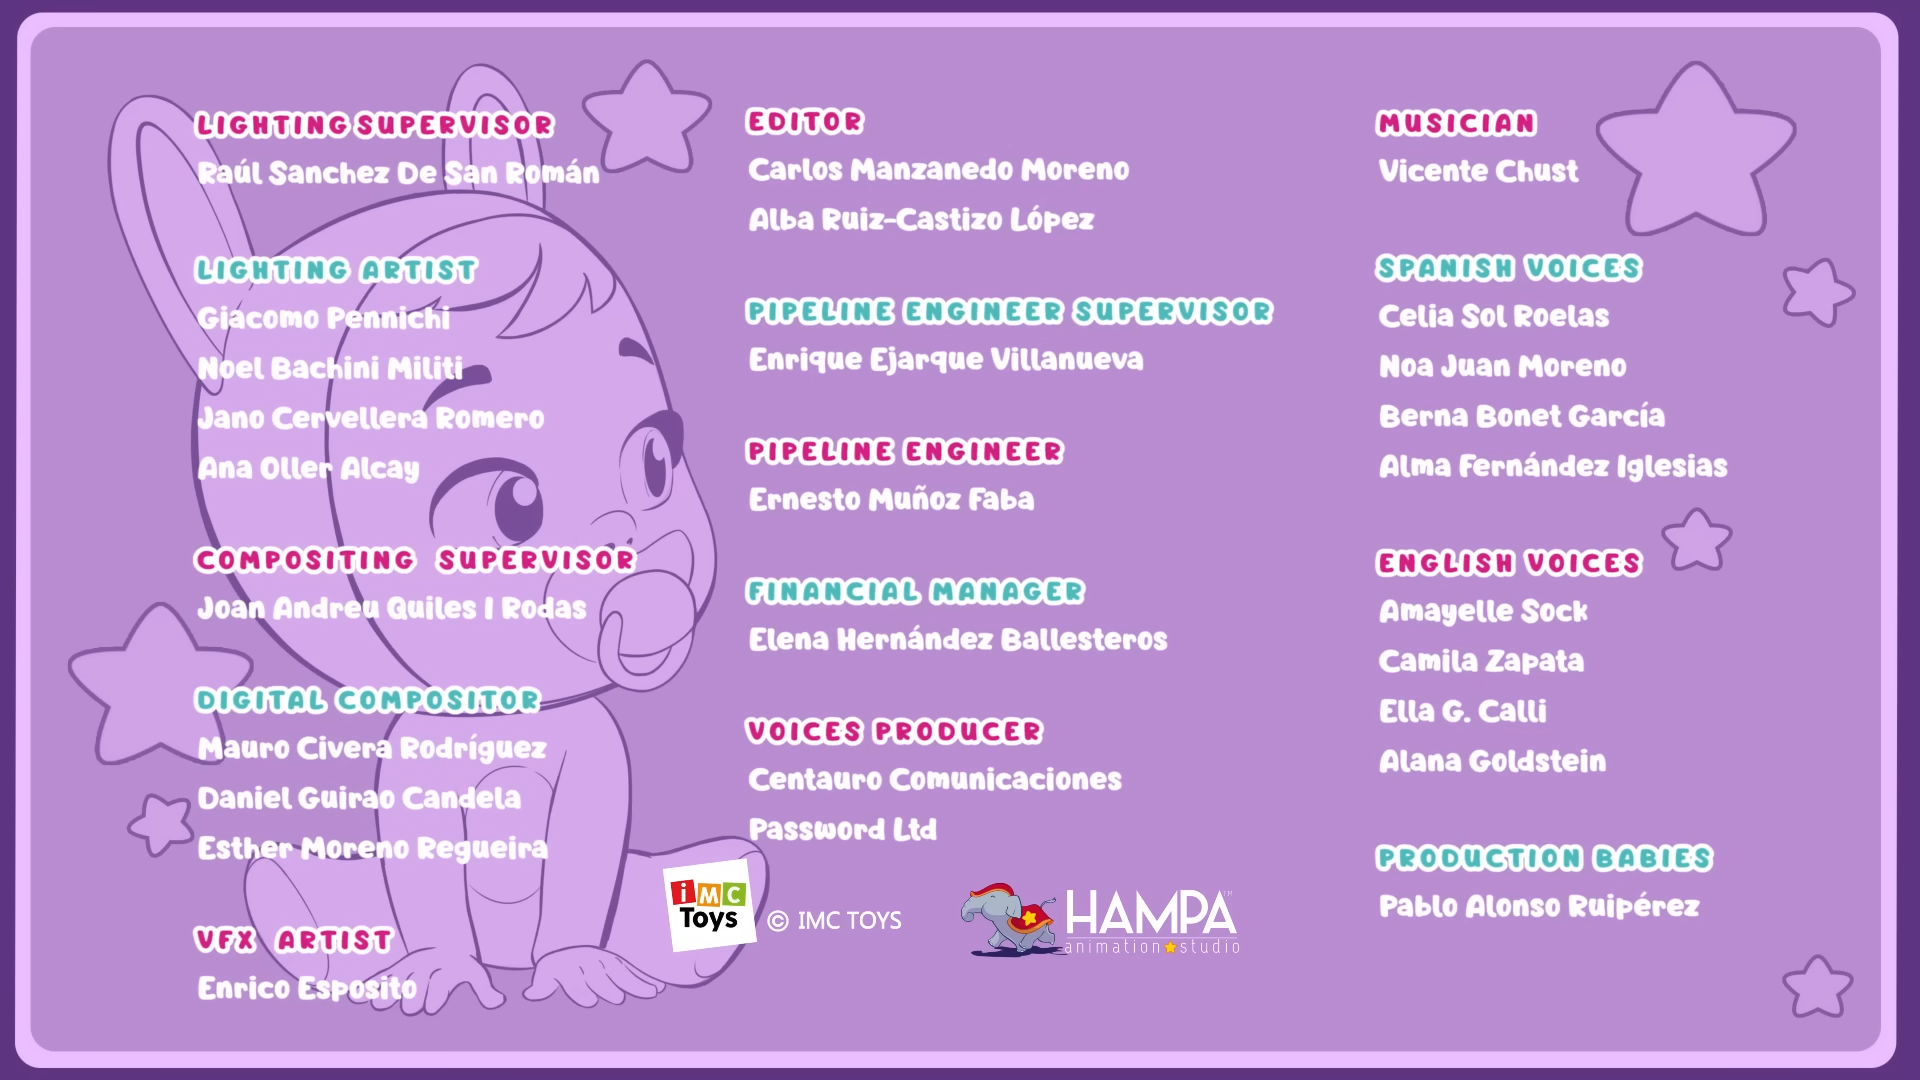 LIGHTING SUPERVISOR
Raúl Sanchez De San Román
LIGHTING ARTIST
Giacomo Pennichi
Noel Bachini Militi
Jano Cervellera Romero
Ana Oller Alcay
COMPOSITING SUPERVISOR
Joan Andreu Quiles I Rodas
DIGITAL COMPOSITOR
Mauro Civera Rodríguez
Daniel Guirao Candela
Esther Moreno Regueira
VFX ARTIST
Enrico Esposito
EDITOR
Carlos Manzanedo Moreno
Alba Ruiz-Castizo López
PIPELINE ENGINEER SUPERVISOR
Enrique Ejarque Villanueva
PIPELINE ENGINEER
Ernesto Muñoz Faba
FINANCIAL MANAGER
Elena Hernández Ballesteros
VOICES PRODUCER
Centauro Comunicaciones
Password Ltd
iMC
Toys
© IMC TOYS
HAMPA™
animation studio
MUSICIAN
Vicente Chust
SPANISH VOICES
Celia Sol Roelas
Noa Juan Moreno
Berna Bonet García
Alma Fernández Iglesias
ENGLISH VOICES
Amayelle Sock
Camila Zapata
Ella G. Calli
Alana Goldstein
PRODUCTION BABIES
Pablo Alonso Ruipérez